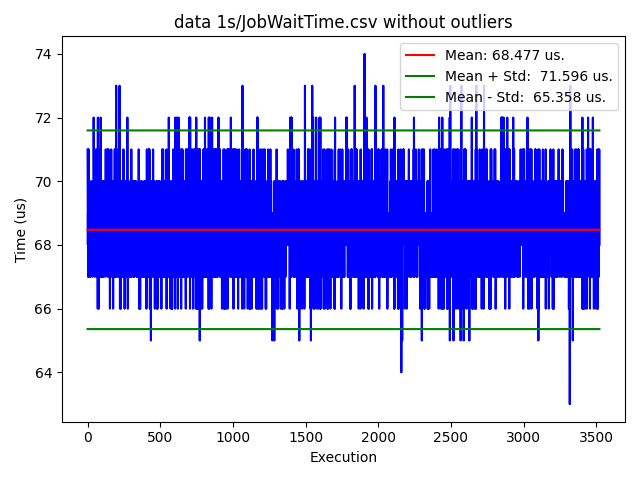 data 1s/JobWaitTime.csv without outliers
Mean: 68.477 us.
Mean + Std:  71.596 us.
Mean - Std:  65.358 us.
74
72
70
68
66
64
Time (us)
0 500 1000 1500 2000 2500 3000 3500
Execution